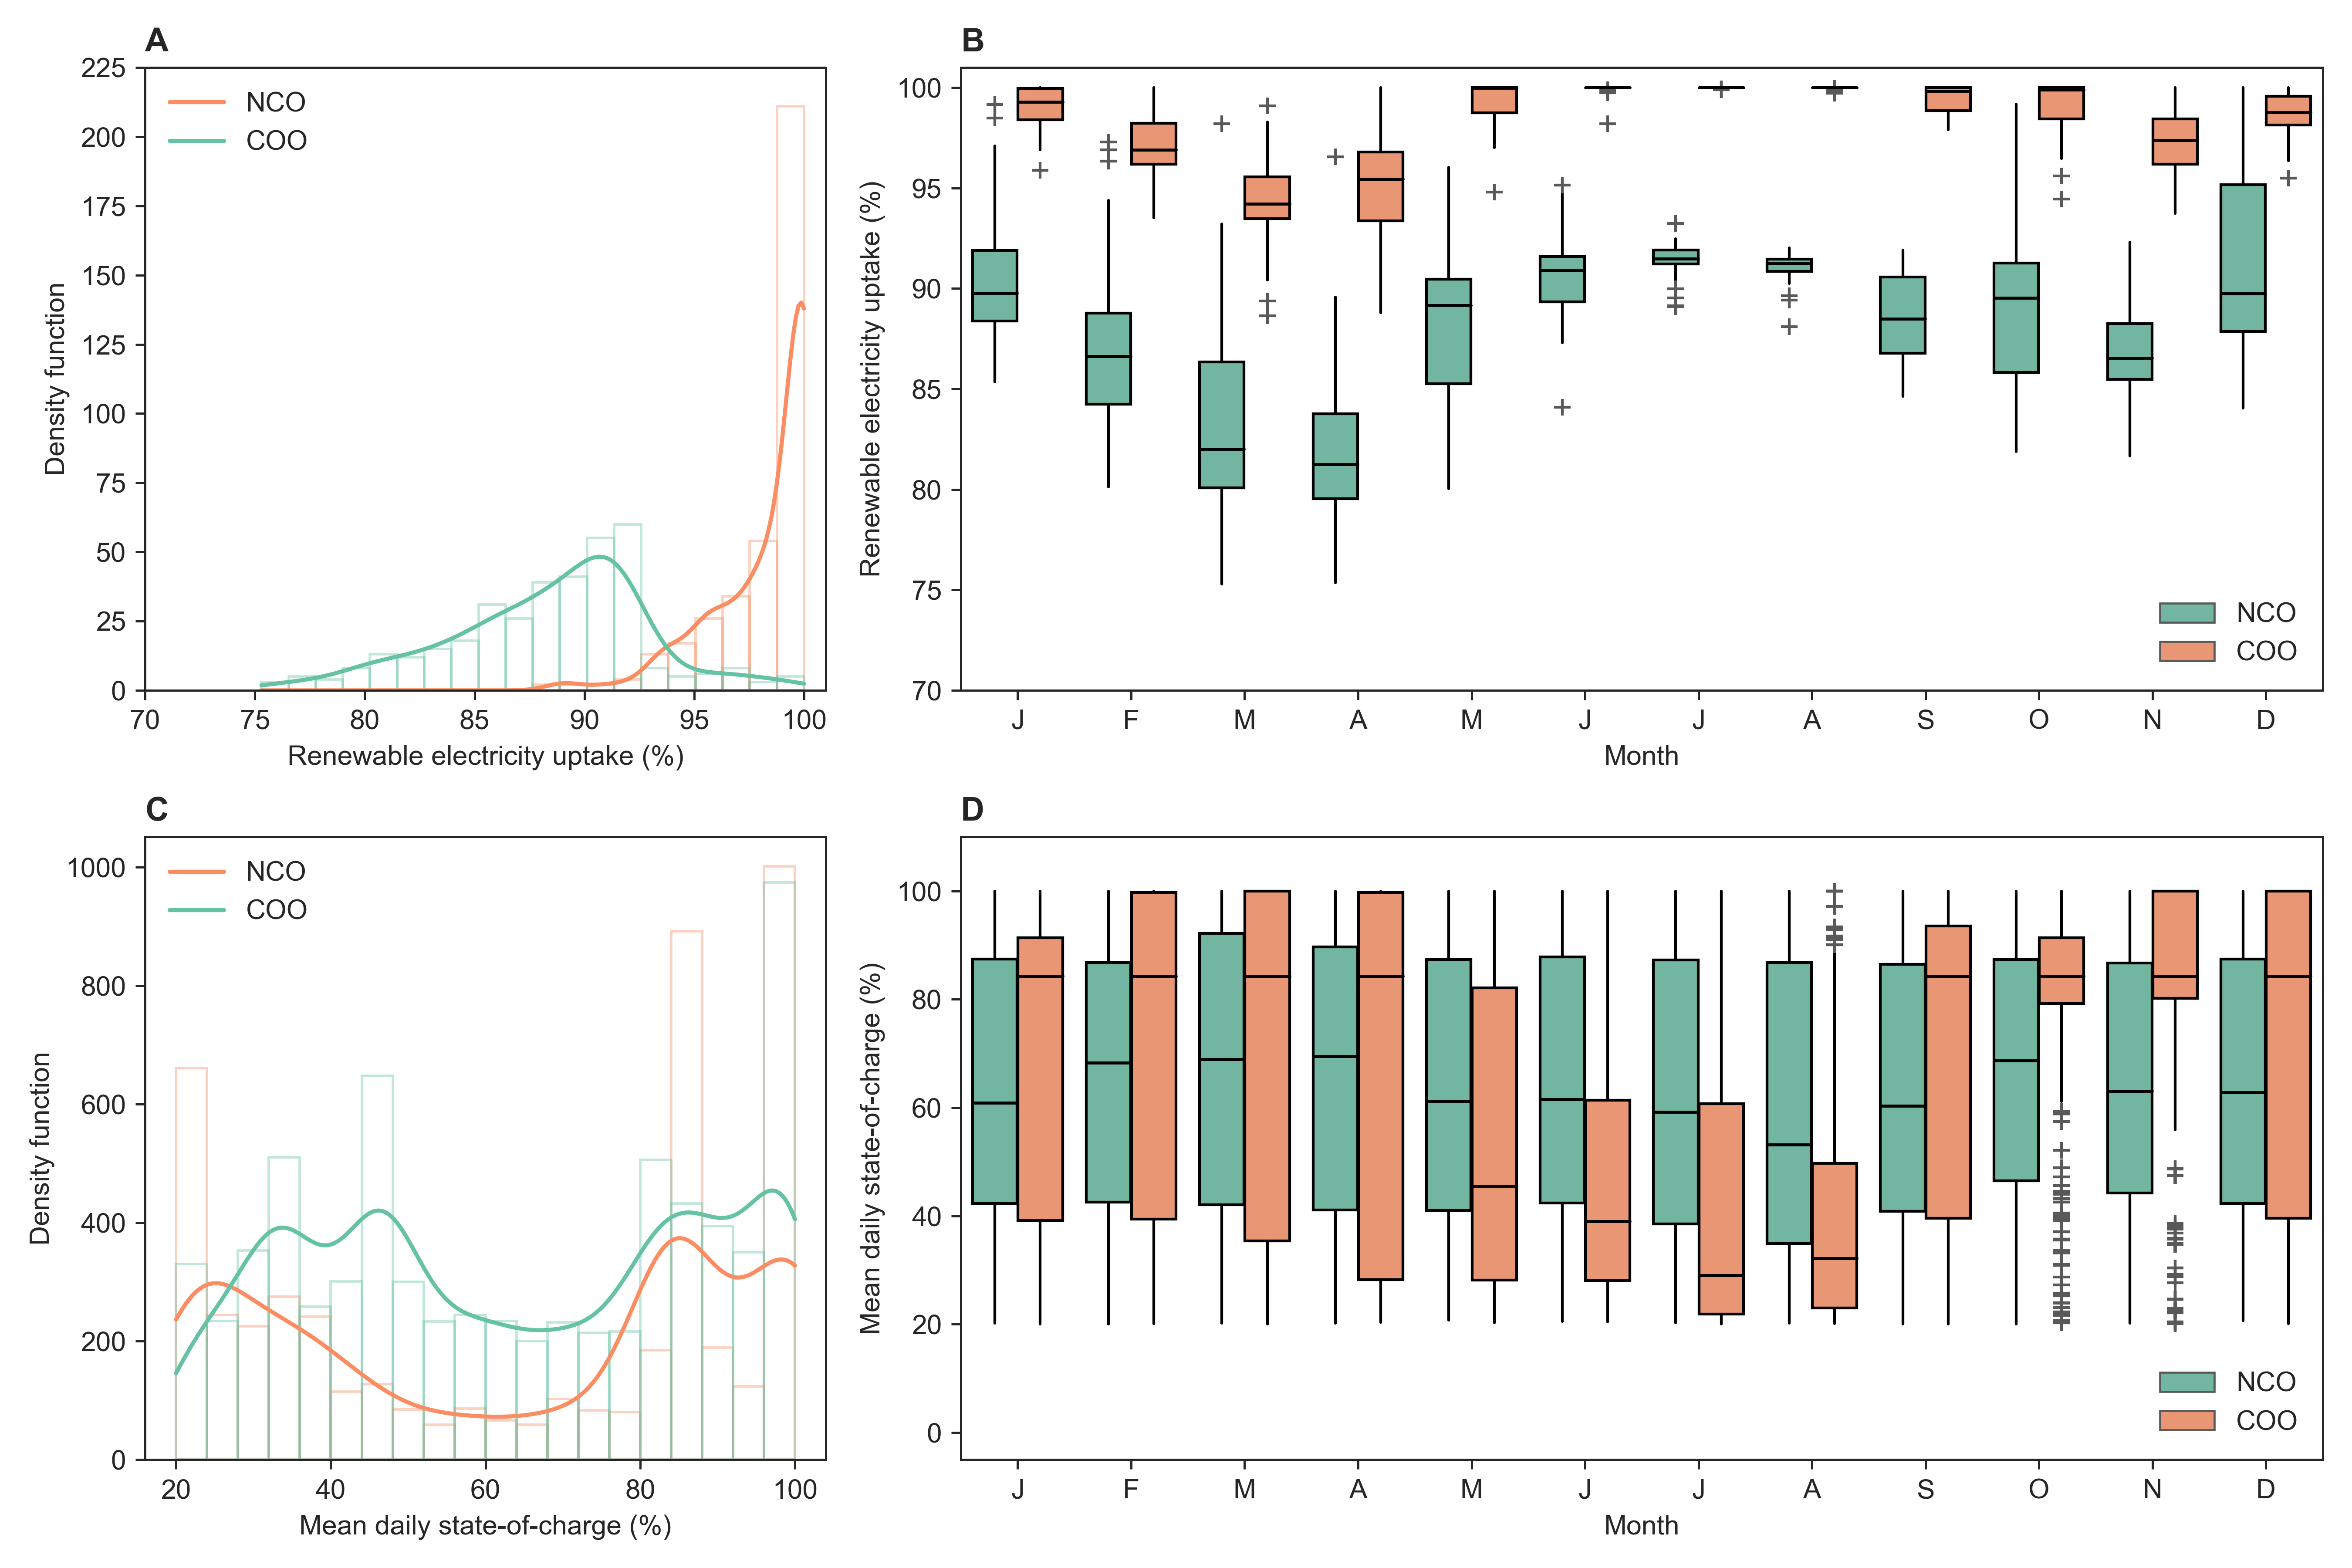 A
225
200
175
150
125
100
75
50
25
0
Density function
NCO
COO
70 75 80 85 90 95 100
Renewable electricity uptake (%)
B
100
95
90
85
80
75
70
Renewable electricity uptake (%)
NCO
COO
J F M A M J J A S O N D
Month
C
1000
800
600
400
200
0
Density function
NCO
COO
20 40 60 80 100
Mean daily state-of-charge (%)
D
100
80
60
40
20
0
Mean daily state-of-charge (%)
NCO
COO
J F M A M J J A S O N D
Month